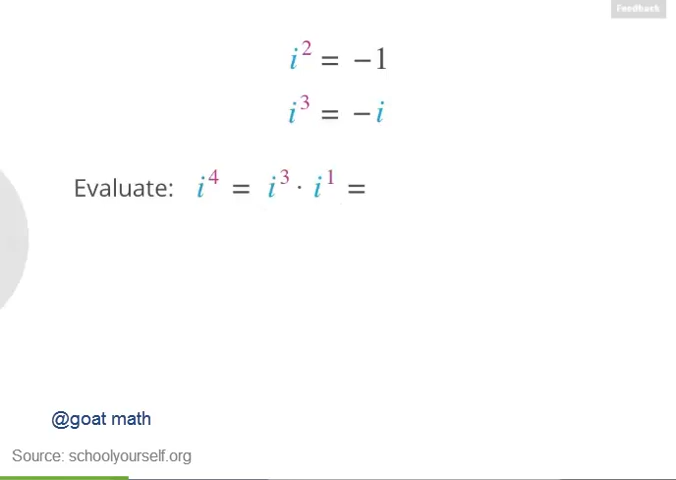 Feedback
i² = −1
i³ = −i
Evaluate: i⁴ = i³ · i¹ =
@goat math
Source: schoolyourself.org